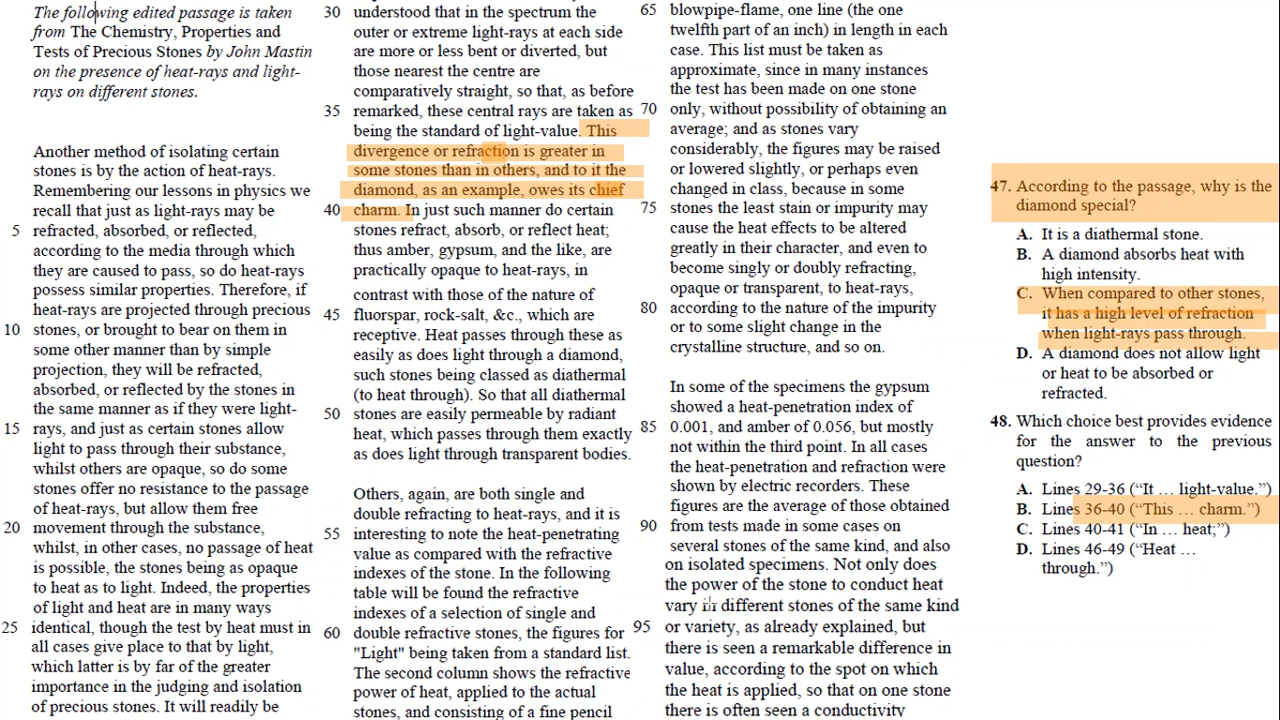 The following edited passage is taken
from The Chemistry, Properties and
Tests of Precious Stones by John Mastin
on the presence of heat-rays and light-
rays on different stones.
Another method of isolating certain
stones is by the action of heat-rays.
Remembering our lessons in physics we
recall that just as light-rays may be
5 refracted, absorbed, or reflected,
according to the media through which
they are caused to pass, so do heat-rays
possess similar properties. Therefore, if
heat-rays are projected through precious
10 stones, or brought to bear on them in
some other manner than by simple
projection, they will be refracted,
absorbed, or reflected by the stones in
the same manner as if they were light-
15 rays, and just as certain stones allow
light to pass through their substance,
whilst others are opaque, so do some
stones offer no resistance to the passage
of heat-rays, but allow them free
20 movement through the substance,
whilst, in other cases, no passage of heat
is possible, the stones being as opaque
to heat as to light. Indeed, the properties
of light and heat are in many ways
25 identical, though the test by heat must in
all cases give place to that by light,
which latter is by far of the greater
importance in the judging and isolation
of precious stones. It will readily be
30 understood that in the spectrum the
outer or extreme light-rays at each side
are more or less bent or diverted, but
those nearest the centre are
comparatively straight, so that, as before
35 remarked, these central rays are taken as
being the standard of light-value. This
divergence or refraction is greater in
some stones than in others, and to it the
diamond, as an example, owes its chief
40 charm. In just such manner do certain
stones refract, absorb, or reflect heat;
thus amber, gypsum, and the like, are
practically opaque to heat-rays, in
contrast with those of the nature of
45 fluorspar, rock-salt, &c., which are
receptive. Heat passes through these as
easily as does light through a diamond,
such stones being classed as diathermal
(to heat through). So that all diathermal
50 stones are easily permeable by radiant
heat, which passes through them exactly
as does light through transparent bodies.
Others, again, are both single and
double refracting to heat-rays, and it is
55 interesting to note the heat-penetrating
value as compared with the refractive
indexes of the stone. In the following
table will be found the refractive
indexes of a selection of single and
60 double refractive stones, the figures for
"Light" being taken from a standard list.
The second column shows the refractive
power of heat, applied to the actual
stones, and consisting of a fine pencil
65 blowpipe-flame, one line (the one
twelfth part of an inch) in length in each
case. This list must be taken as
approximate, since in many instances
the test has been made on one stone
70 only, without possibility of obtaining an
average; and as stones vary
considerably, the figures may be raised
or lowered slightly, or perhaps even
changed in class, because in some
75 stones the least stain or impurity may
cause the heat effects to be altered
greatly in their character, and even to
become singly or doubly refracting,
opaque or transparent, to heat-rays,
80 according to the nature of the impurity
or to some slight change in the
crystalline structure, and so on.
In some of the specimens the gypsum
showed a heat-penetration index of
85 0.001, and amber of 0.056, but mostly
not within the third point. In all cases
the heat-penetration and refraction were
shown by electric recorders. These
figures are the average of those obtained
90 from tests made in some cases on
several stones of the same kind, and also
on isolated specimens. Not only does
the power of the stone to conduct heat
vary in different stones of the same kind
95 or variety, as already explained, but
there is seen a remarkable difference in
value, according to the spot on which
the heat is applied, so that on one stone
there is often seen a conductivity
47. According to the passage, why is the
diamond special?
A. It is a diathermal stone.
B. A diamond absorbs heat with
high intensity.
C. When compared to other stones,
it has a high level of refraction
when light-rays pass through.
D. A diamond does not allow light
or heat to be absorbed or
refracted.
48. Which choice best provides evidence
for the answer to the previous
question?
A. Lines 29-36 (“It … light-value.”)
B. Lines 36-40 (“This … charm.”)
C. Lines 40-41 (“In … heat;”)
D. Lines 46-49 (“Heat …
through.”)